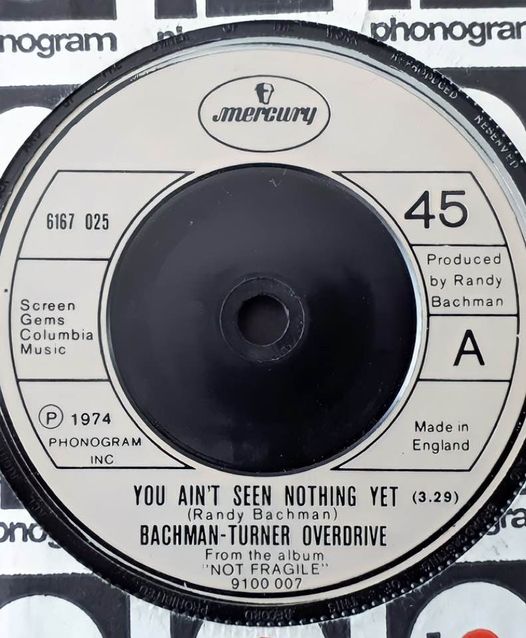 nogram
phonogram
mercury
6167 025
45
Produced
by Randy
Bachman
Screen
Gems
Columbia
Music
A
Ⓟ 1974
PHONOGRAM
INC
Made in
England
YOU AIN'T SEEN NOTHING YET (3.29)
(Randy Bachman)
BACHMAN-TURNER OVERDRIVE
From the album
"NOT FRAGILE"
9100 007